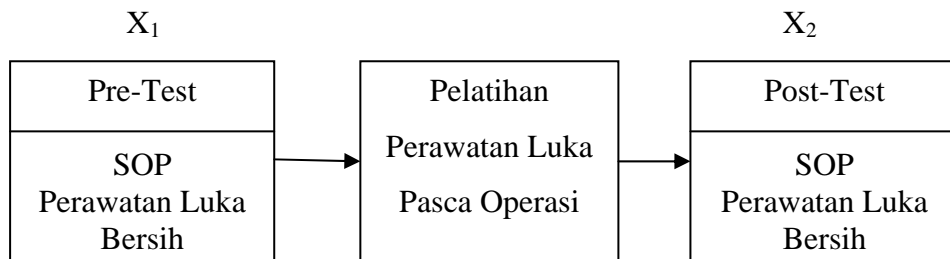 X₁
X₂
Pre-Test
SOP
Perawatan Luka
Bersih
Pelatihan
Perawatan Luka
Pasca Operasi
Post-Test
SOP
Perawatan Luka
Bersih